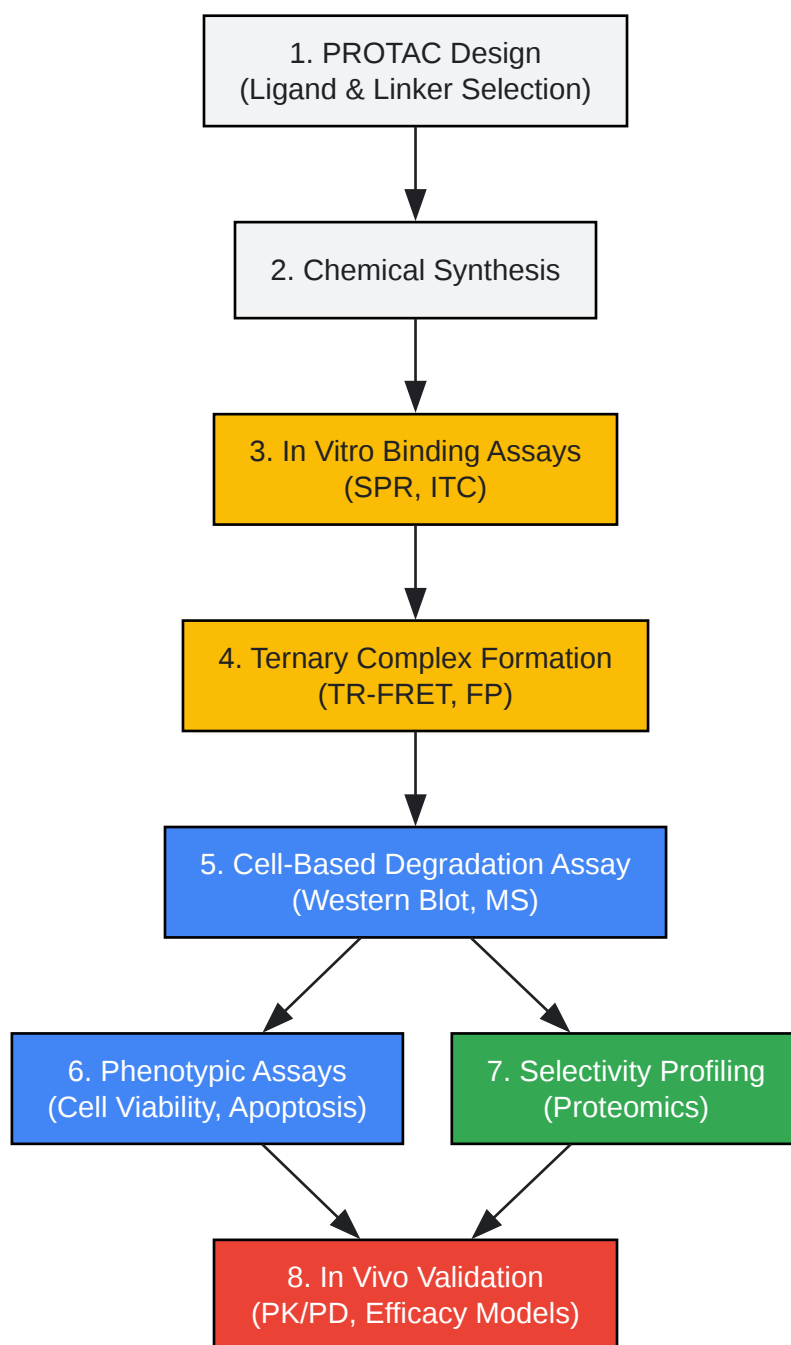 1. PROTAC Design
(Ligand & Linker Selection)
2. Chemical Synthesis
3. In Vitro Binding Assays
(SPR, ITC)
4. Ternary Complex Formation
(TR-FRET, FP)
5. Cell-Based Degradation Assay
(Western Blot, MS)
6. Phenotypic Assays
(Cell Viability, Apoptosis)
7. Selectivity Profiling
(Proteomics)
8. In Vivo Validation
(PK/PD, Efficacy Models)